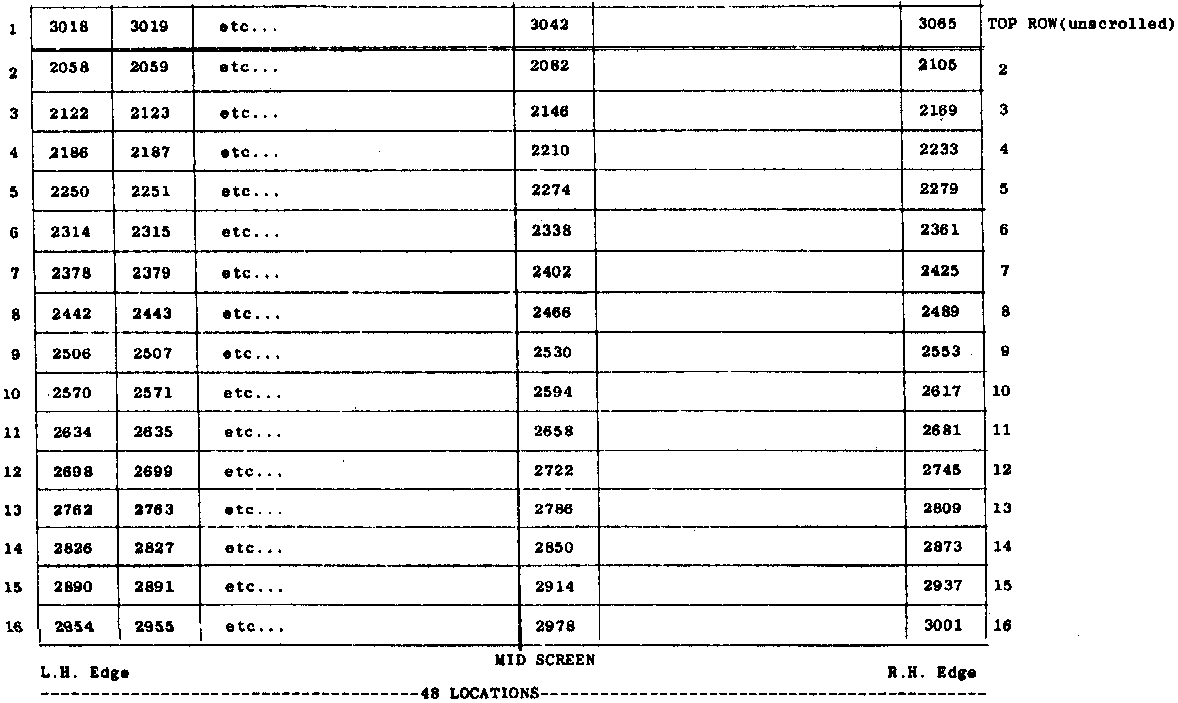 1 3018 3019 etc... 3042 3065 TOP ROW(unscrolled)
2 2058 2059 etc... 2082 2105 2
3 2122 2123 etc... 2146 2169 3
4 2186 2187 etc... 2210 2233 4
5 2250 2251 etc... 2274 2279 5
6 2314 2315 etc... 2338 2361 6
7 2378 2379 etc... 2402 2425 7
8 2442 2443 etc... 2466 2489 8
9 2506 2507 etc... 2530 2553 9
10 2570 2571 etc... 2594 2617 10
11 2634 2635 etc... 2658 2681 11
12 2698 2699 etc... 2722 2745 12
13 2762 2763 etc... 2786 2809 13
14 2826 2827 etc... 2850 2873 14
15 2890 2891 etc... 2914 2937 15
16 2954 2955 etc... 2978 3001 16
MID SCREEN
L.H. Edge R.H. Edge
48 LOCATIONS